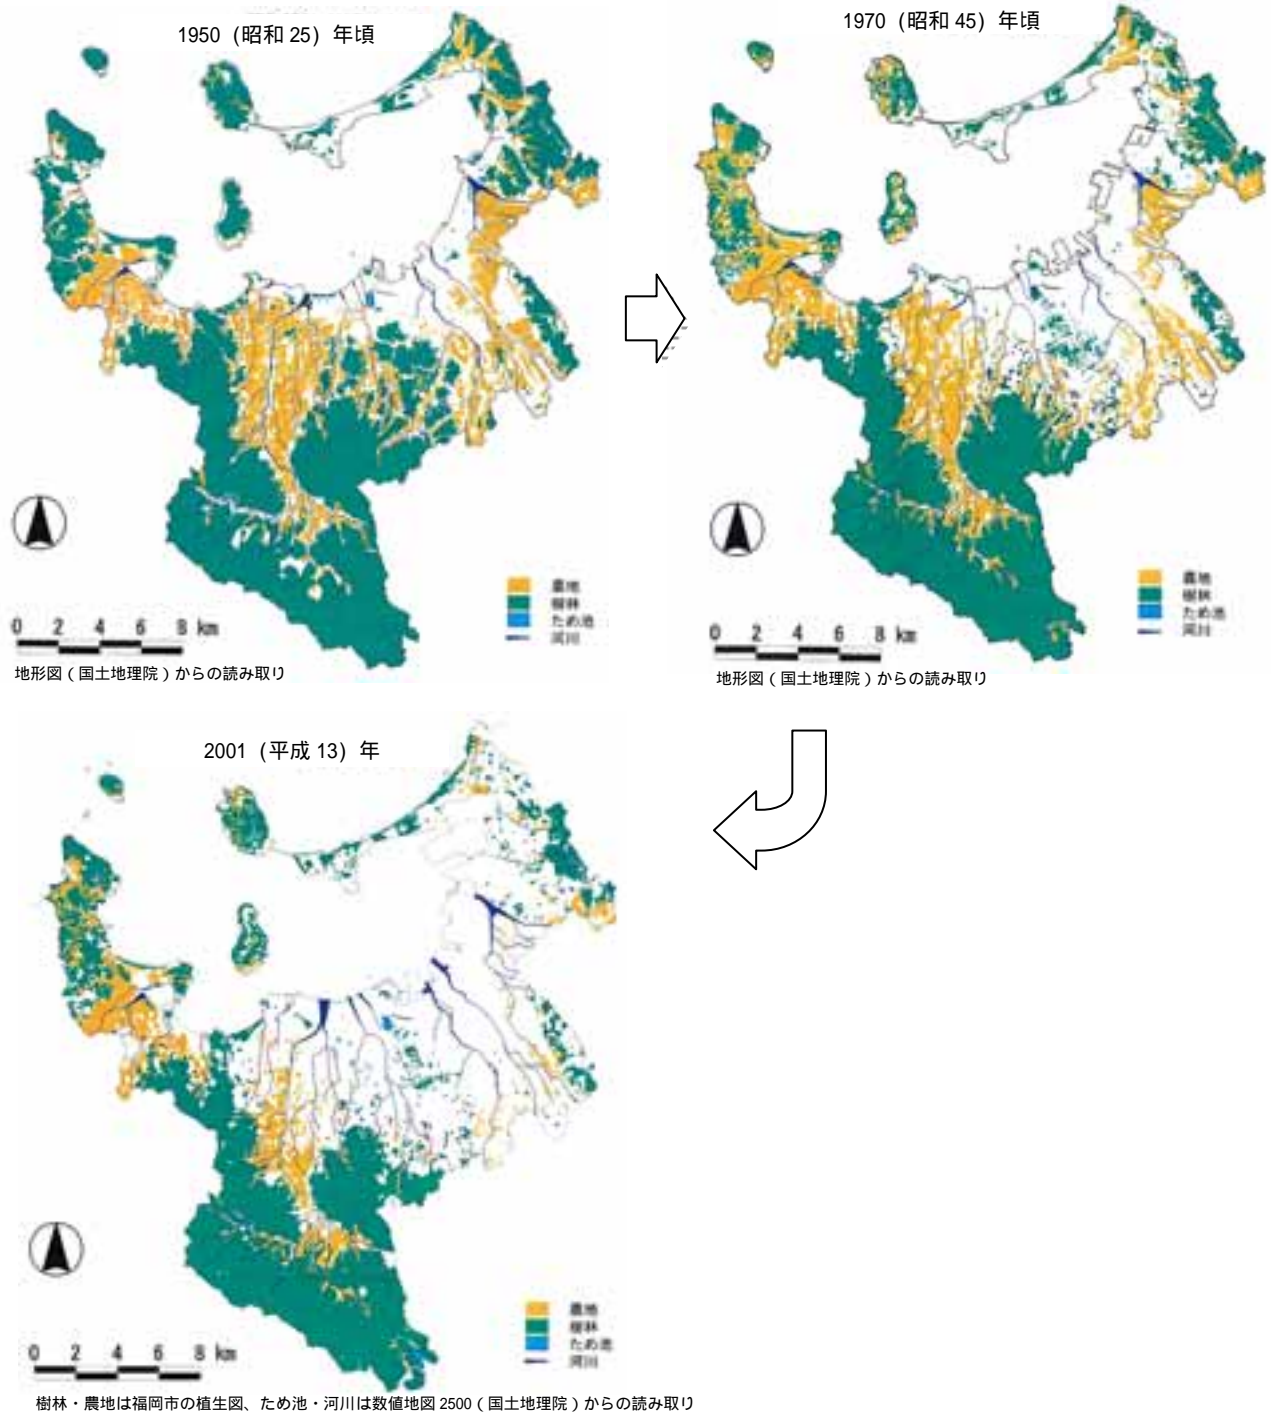 1950（昭和 25）年頃
1970（昭和 45）年頃
農地
樹林
ため池
河川
0 2 4 6 8 km
地形図（国土地理院）からの読み取り
農地
樹林
ため池
河川
0 2 4 6 8 km
地形図（国土地理院）からの読み取り
2001（平成 13）年
農地
樹林
ため池
河川
0 2 4 6 8 km
樹林・農地は福岡市の植生図、ため池・河川は数値地図 2500（国土地理院）からの読み取り